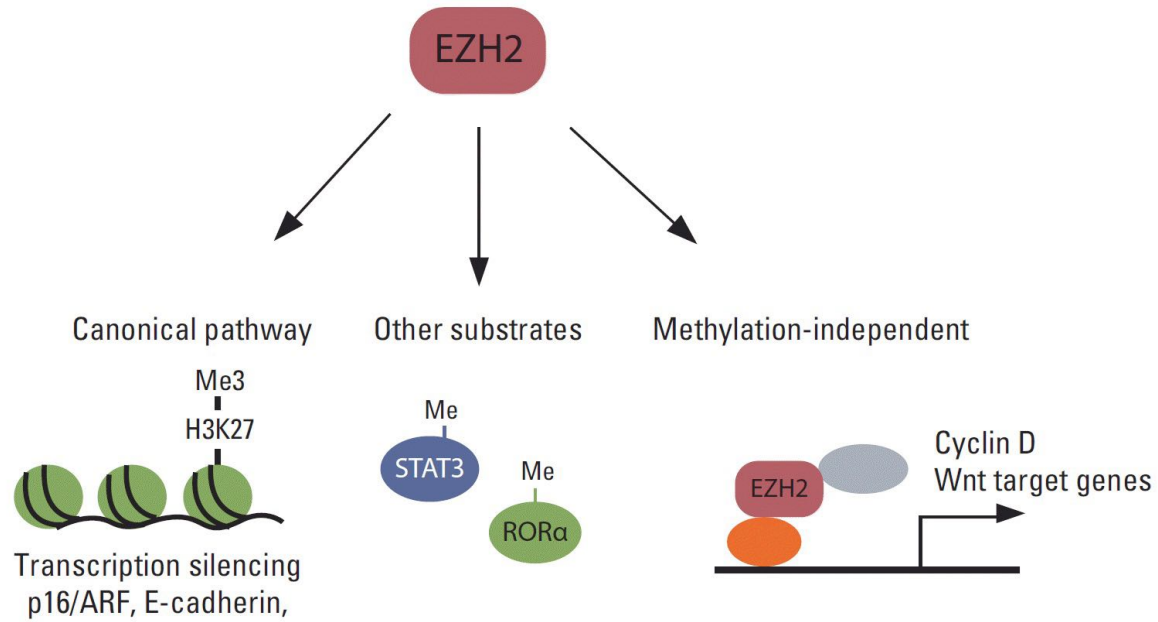 EZH2
Canonical pathway
Other substrates
Methylation-independent
Me3
H3K27
Transcription silencing
p16/ARF, E-cadherin,
Me
STAT3
Me
RORα
EZH2
Cyclin D
Wnt target genes